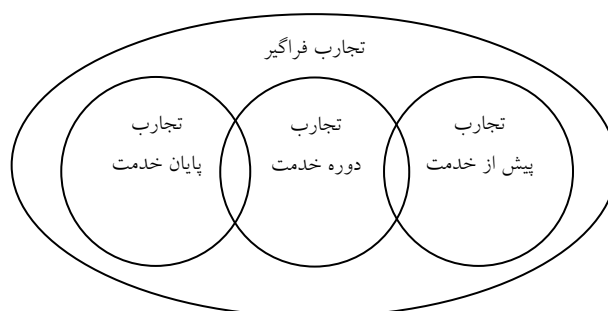 تجارب فراگیر
تجارب
پیش از خدمت
تجارب
دوره خدمت
تجارب
پایان خدمت